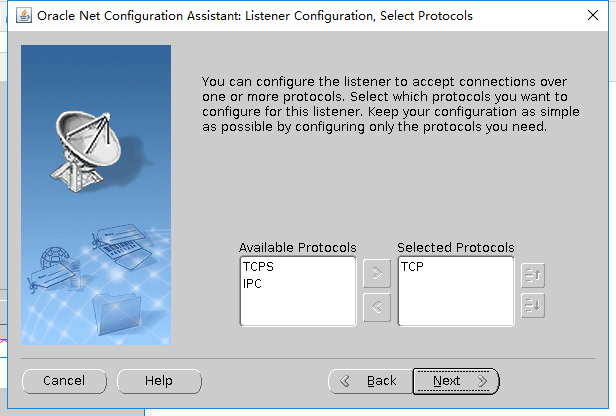 Oracle Net Configuration Assistant: Listener Configuration, Select Protocols
You can configure the listener to accept connections over
one or more protocols. Select which protocols you want to
configure for this listener. Keep your configuration as simple
as possible by configuring only the protocols you need.
Available Protocols
TCPS
IPC
Selected Protocols
TCP
Cancel
Help
Back
Next